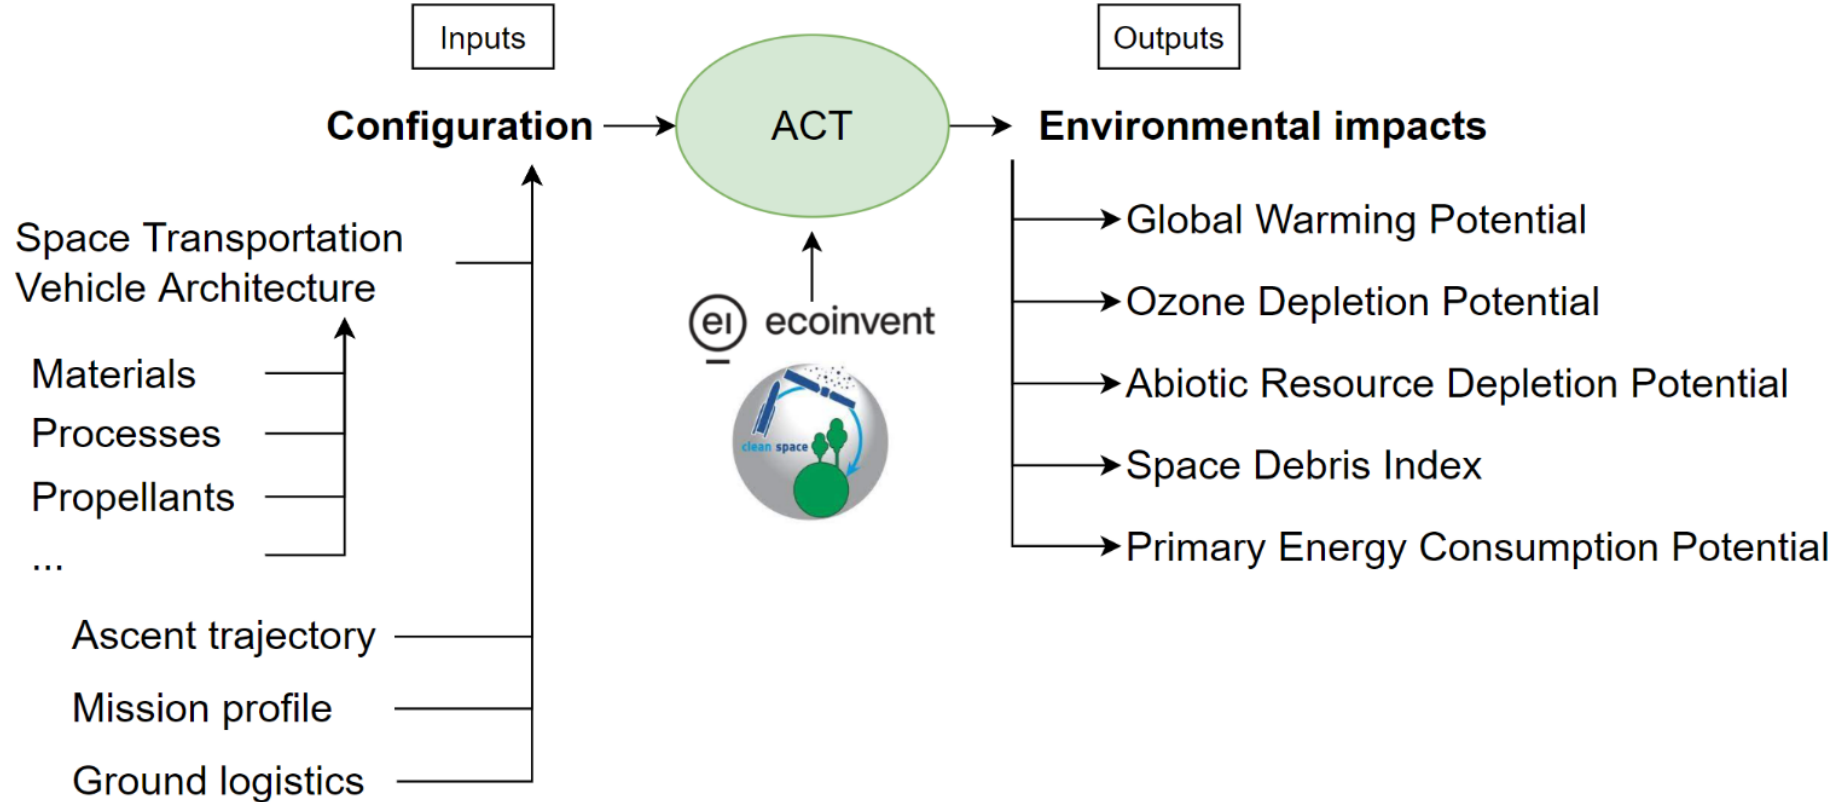 Inputs
Outputs
Configuration
ACT
Environmental impacts
Space Transportation
Vehicle Architecture
Materials
Processes
Propellants
...
Ascent trajectory
Mission profile
Ground logistics
eı ecoinvent
clean space
Global Warming Potential
Ozone Depletion Potential
Abiotic Resource Depletion Potential
Space Debris Index
Primary Energy Consumption Potential